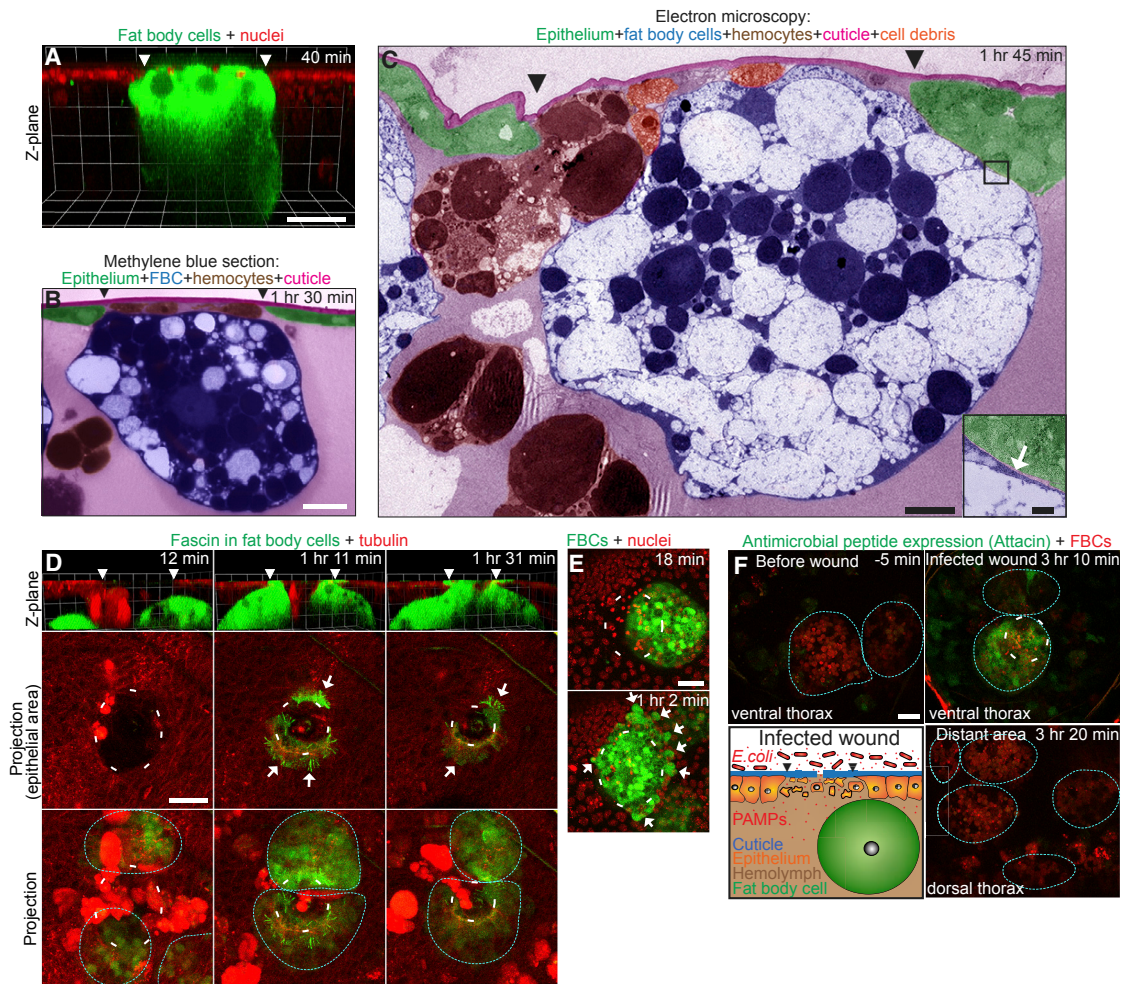 Fat body cells + nuclei
A
40 min
Z-plane
Methylene blue section:
Epithelium+FBC+hemocytes+cuticle
B
1 hr 30 min
Electron microscopy:
Epithelium+fat body cells+hemocytes+cuticle+cell debris
C
1 hr 45 min
Fascin in fat body cells + tubulin
D
12 min
1 hr 11 min
1 hr 31 min
Z-plane
Projection
(epithelial area)
Projection
FBCs + nuclei
E
18 min
1 hr 2 min
Antimicrobial peptide expression (Attacin) + FBCs
F
Before wound
-5 min
ventral thorax
Infected wound 3 hr 10 min
ventral thorax
Infected wound
E.coli
PAMPs
Cuticle
Epithelium
Hemolymph
Fat body cell
Distant area 3 hr 20 min
dorsal thorax